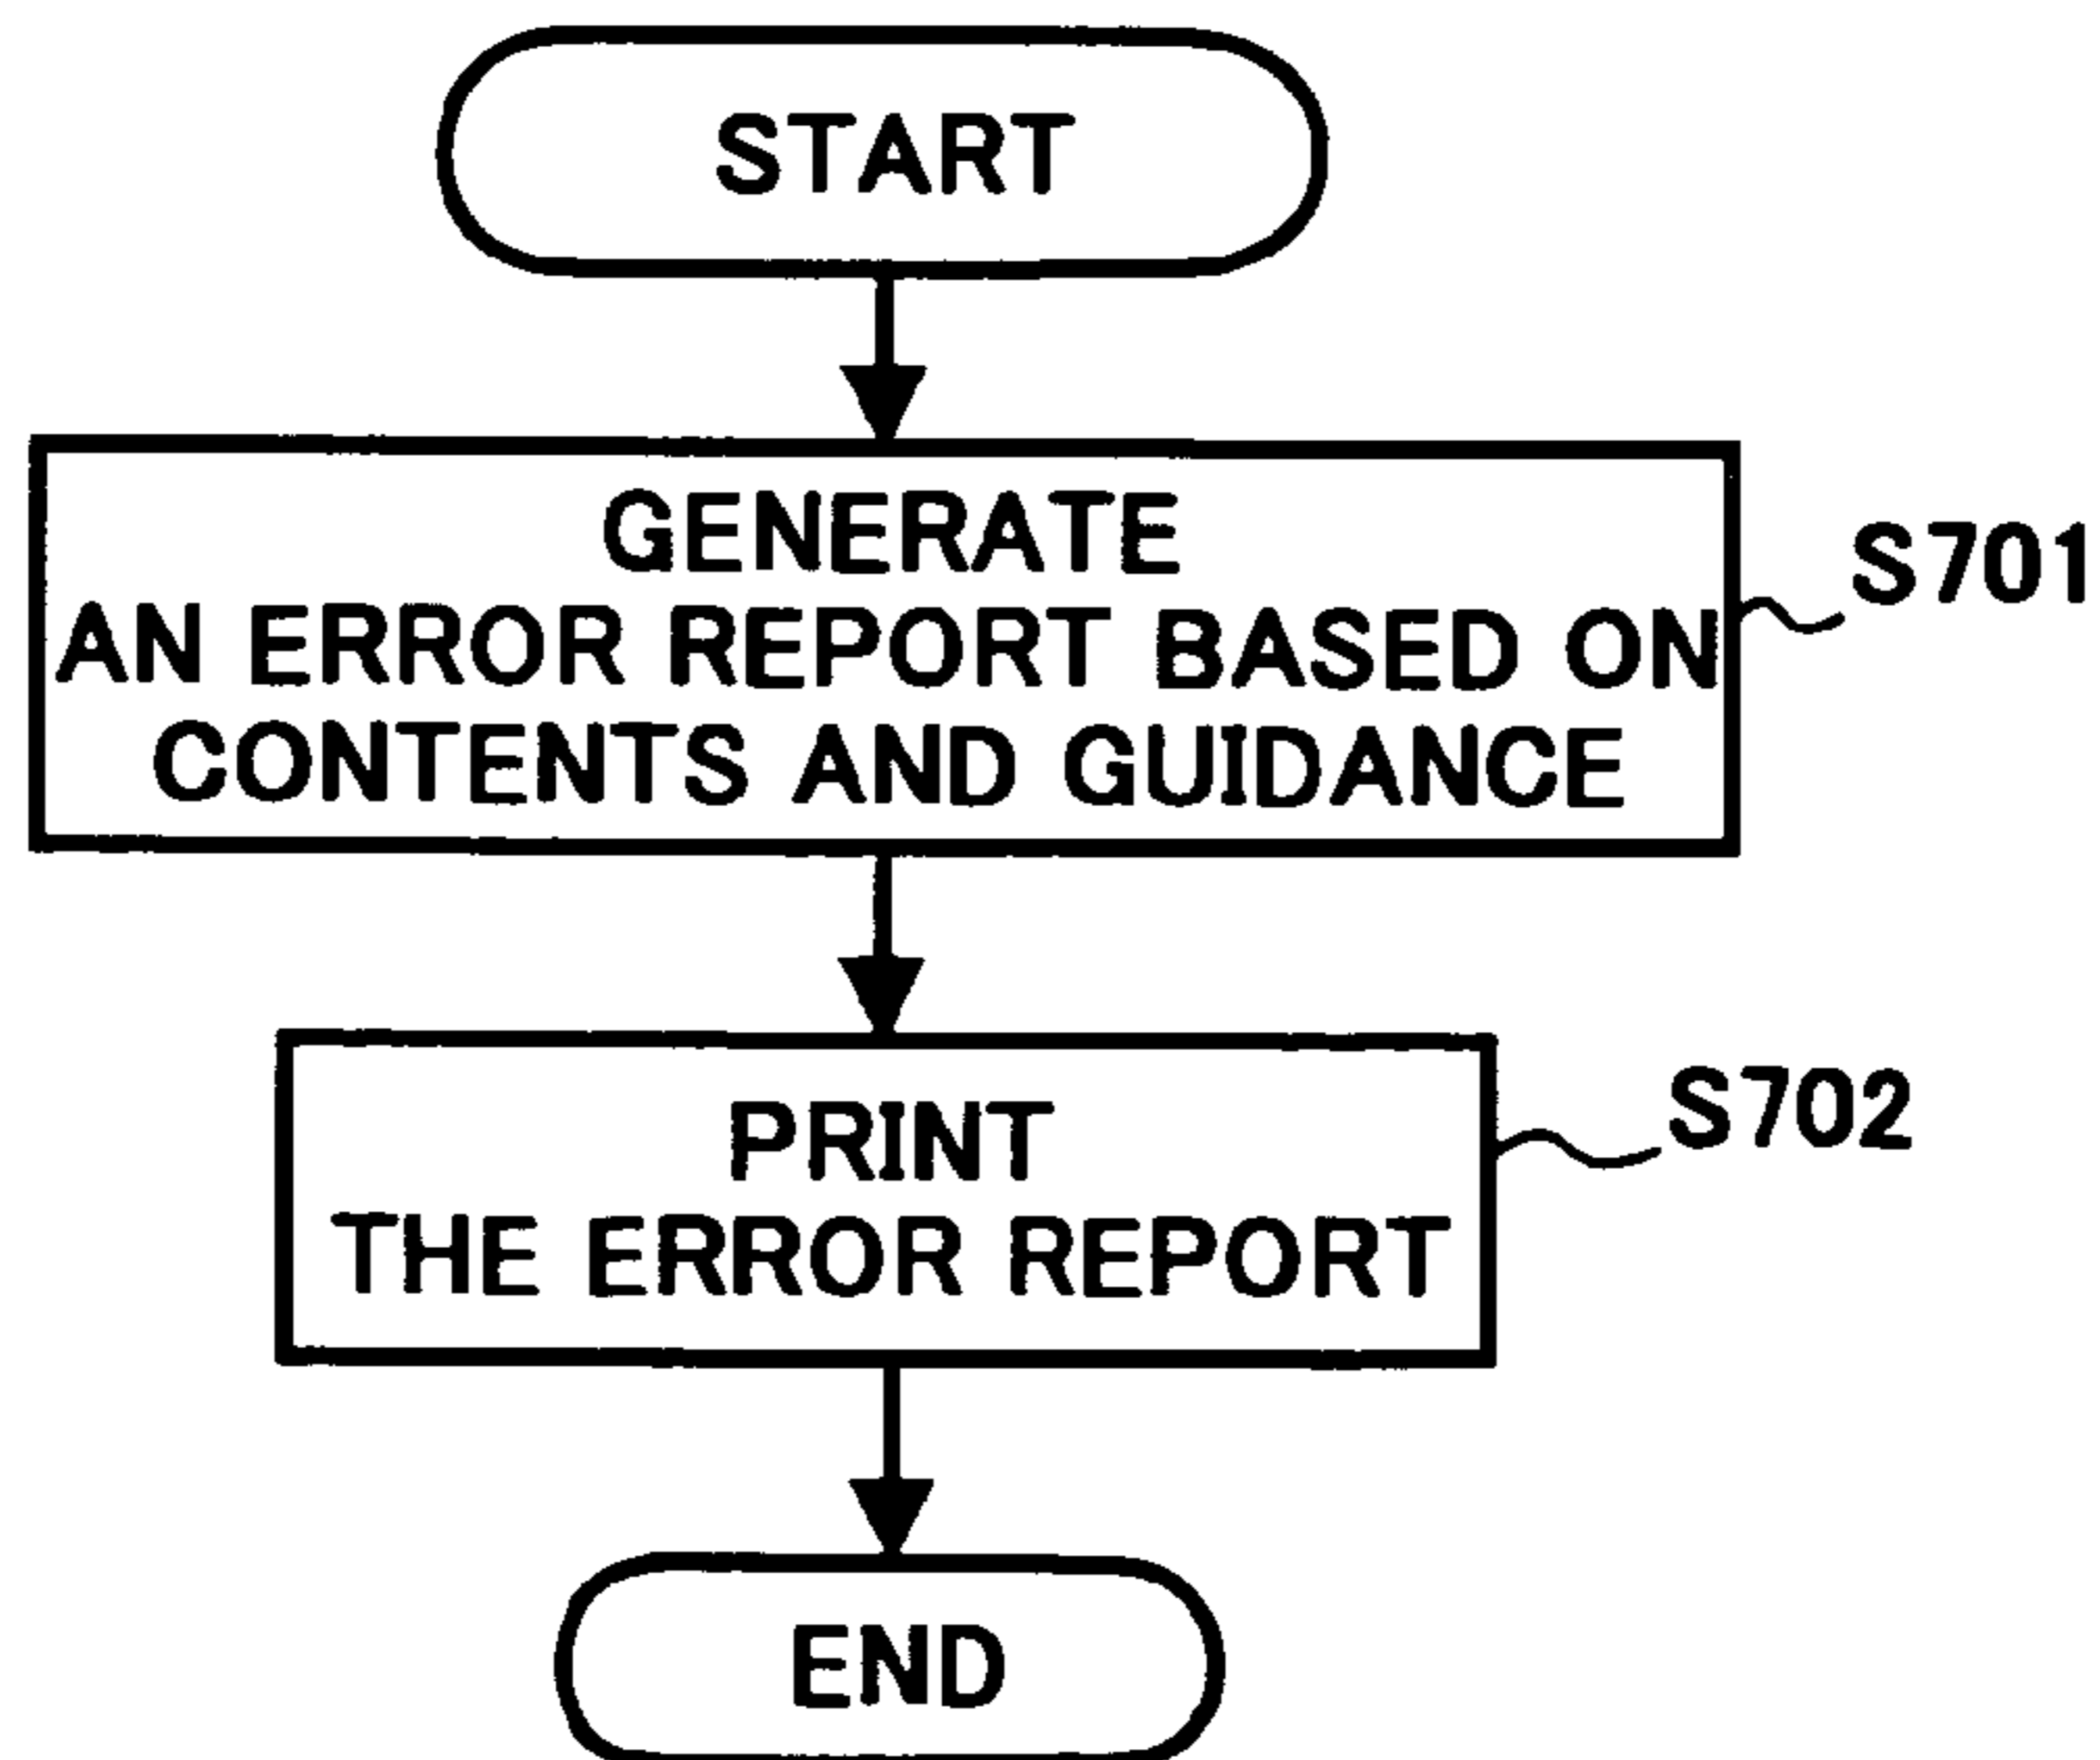 START
GENERATE
AN ERROR REPORT BASED ON
CONTENTS AND GUIDANCE
S701
PRINT
THE ERROR REPORT
S702
END